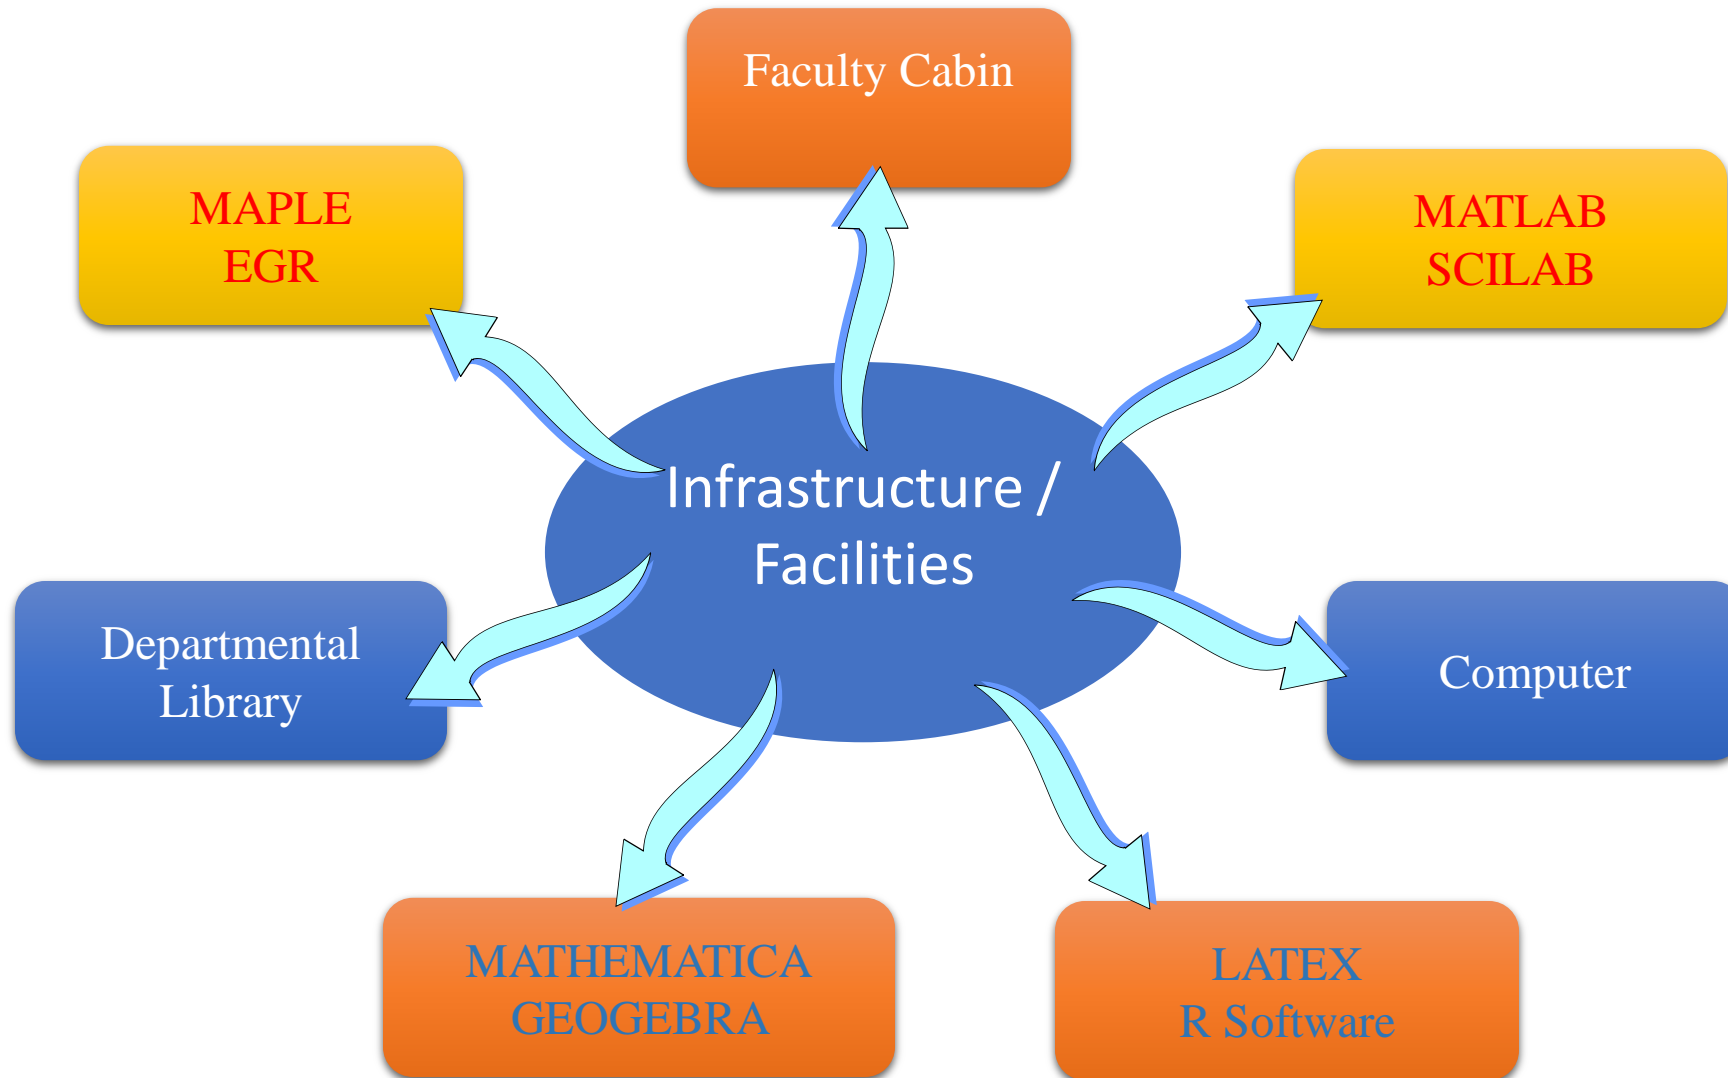 Faculty Cabin
MAPLE
EGR
MATLAB
SCILAB
Infrastructure /
Facilities
Departmental
Library
Computer
MATHEMATICA
GEOGEBRA
LATEX
R Software